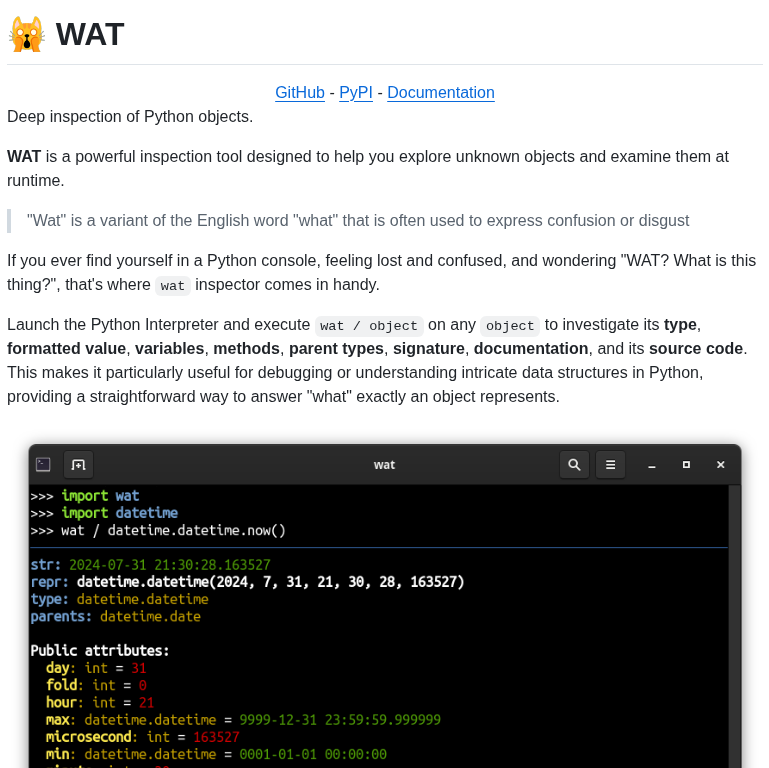 WAT
GitHub - PyPI - Documentation
Deep inspection of Python objects.
WAT is a powerful inspection tool designed to help you explore unknown objects and examine them at
runtime.
"Wat" is a variant of the English word "what" that is often used to express confusion or disgust
If you ever find yourself in a Python console, feeling lost and confused, and wondering "WAT? What is this
thing?", that's where wat inspector comes in handy.
Launch the Python Interpreter and execute wat / object on any object to investigate its type,
formatted value, variables, methods, parent types, signature, documentation, and its source code.
This makes it particularly useful for debugging or understanding intricate data structures in Python,
providing a straightforward way to answer "what" exactly an object represents.
wat
>>> import wat
>>> import datetime
>>> wat / datetime.datetime.now()
str: 2024-07-31 21:30:28.163527
repr: datetime.datetime(2024, 7, 31, 21, 30, 28, 163527)
type: datetime.datetime
parents: datetime.date
Public attributes:
day: int = 31
fold: int = 0
hour: int = 21
max: datetime.datetime = 9999-12-31 23:59:59.999999
microsecond: int = 163527
min: datetime.datetime = 0001-01-01 00:00:00